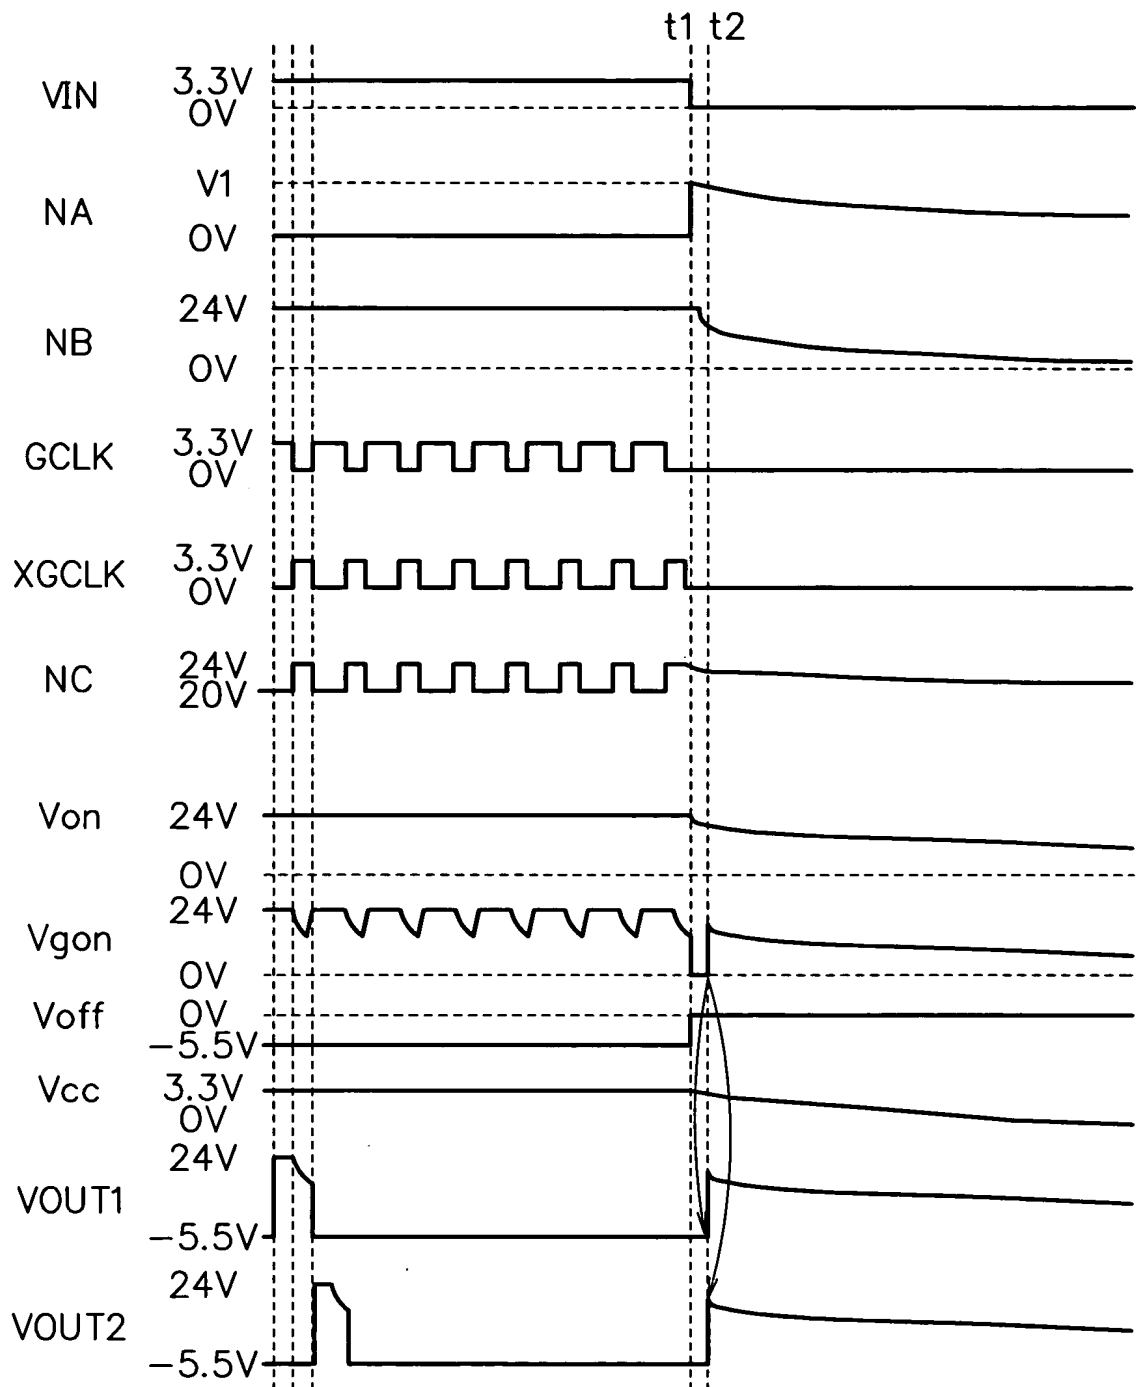 t1 t2
VIN 3.3V
0V
NA V1
0V
NB 24V
0V
GCLK 3.3V
0V
XGCLK 3.3V
0V
NC 24V
20V
Von 24V
0V
Vgon 24V
0V
Voff 0V
-5.5V
Vcc 3.3V
0V
VOUT1 24V
-5.5V
VOUT2 24V
-5.5V